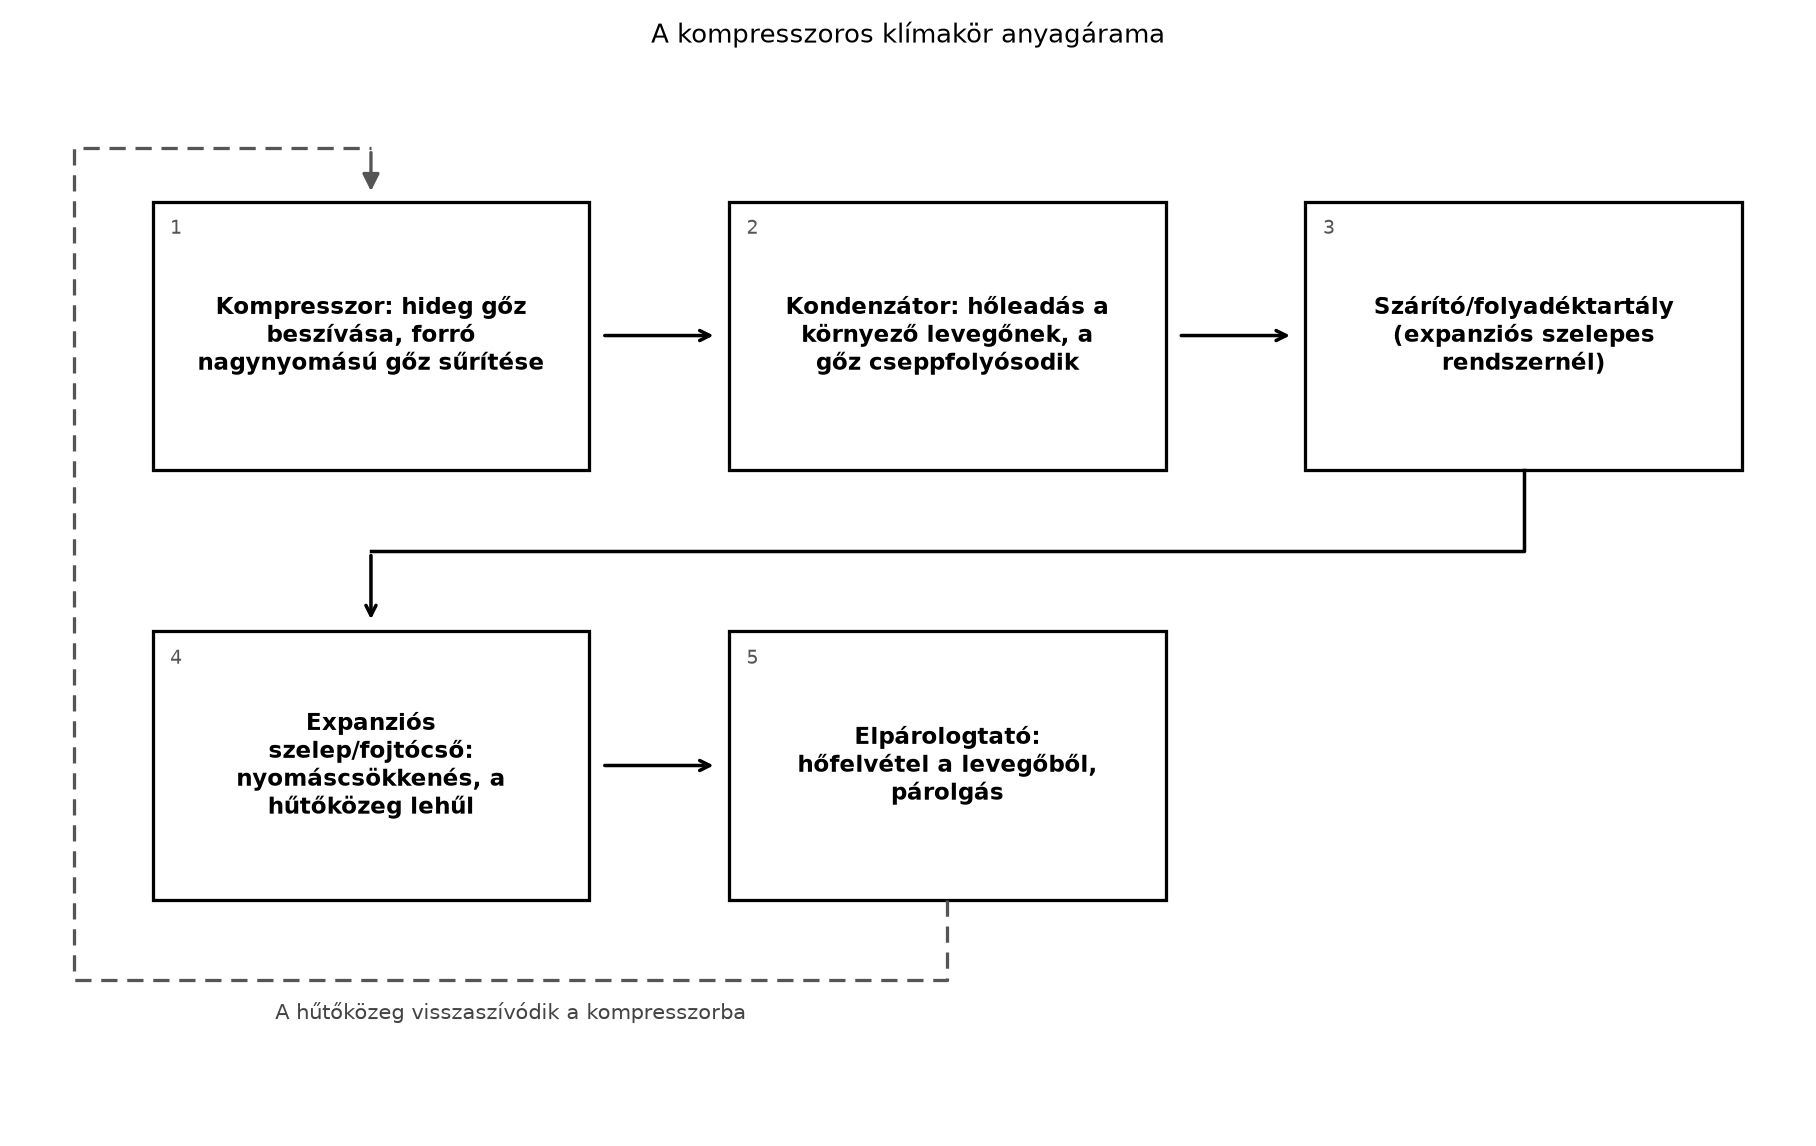 A kompresszoros klímakör anyagárama
1
Kompresszor: hideg gőz
beszívása, forró
nagynyomású gőz sűrítése
2
Kondenzátor: hőleadás a
környező levegőnek, a
gőz cseppfolyósodik
3
Szárító/folyadéktartály
(expanziós szelepes
rendszernél)
4
Expanziós
szelep/fojtócső:
nyomáscsökkenés, a
hűtőközeg lehűl
5
Elpárologtató:
hőfelvétel a levegőből,
párolgás
A hűtőközeg visszaszívódik a kompresszorba